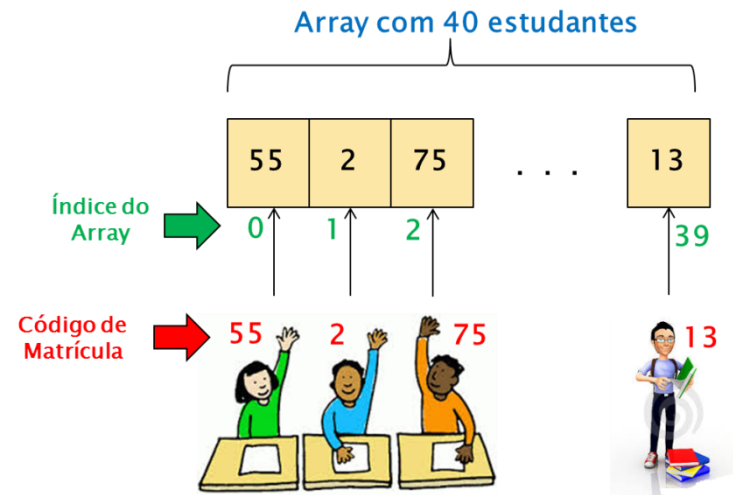 Array com 40 estudantes
55 2 75 . . . 13
Índice do
Array
0 1 2 39
Código de
Matrícula
55 2 75 13